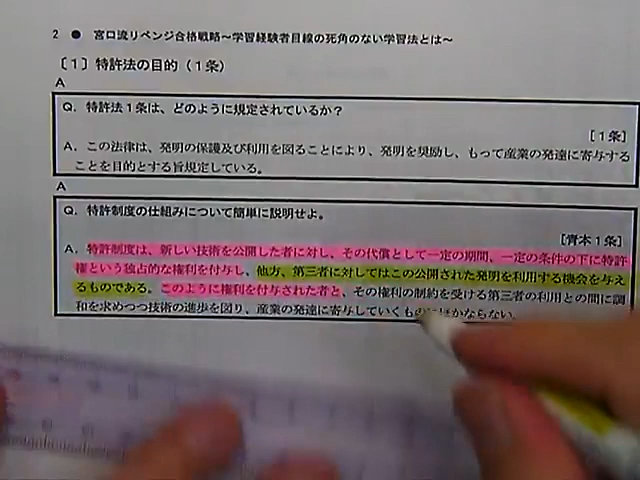 2 ● 宮口流リベンジ合格戦略～学習経験者目線の死角のない学習法とは～
〔1〕特許法の目的（1条）
A
Q．特許法1条は、どのように規定されているか？
［1条］
A．この法律は、発明の保護及び利用を図ることにより、発明を奨励し、もって産業の発達に寄与する
ことを目的とする旨規定している。
A
Q．特許制度の仕組みについて簡単に説明せよ。
［青本1条］
A．特許制度は、新しい技術を公開した者に対し、その代償として一定の期間、一定の条件の下に特許
権という独占的な権利を付与し、他方、第三者に対してはこの公開された発明を利用する機会を与え
るものである。このように権利を付与された者と、その権利の制約を受ける第三者の利用との間に調
和を求めつつ技術の進歩を図り、産業の発達に寄与していくものにほかならない。